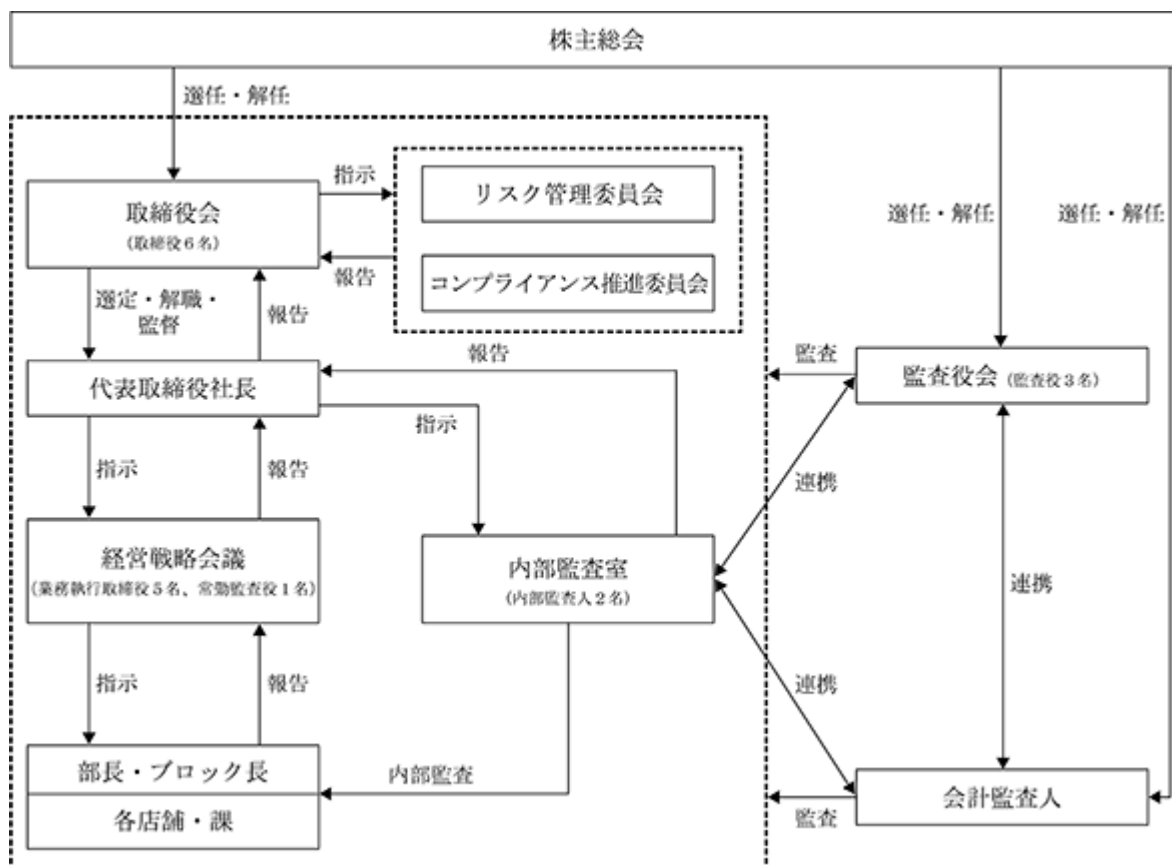 株主総会
選任・解任
指示
リスク管理委員会
取締役会
(取締役6名)
選任・解任
選任・解任
報告
コンプライアンス推進委員会
選定・解職・
監督
報告
報告
監査
代表取締役社長
監査役会 (監査役3名)
指示
指示
報告
連携
経営戦略会議
(業務執行取締役5名、常勤監査役1名)
内部監査室
(内部監査人2名)
連携
指示
報告
連携
部長・ブロック長
内部監査
各店舗・課
監査
会計監査人